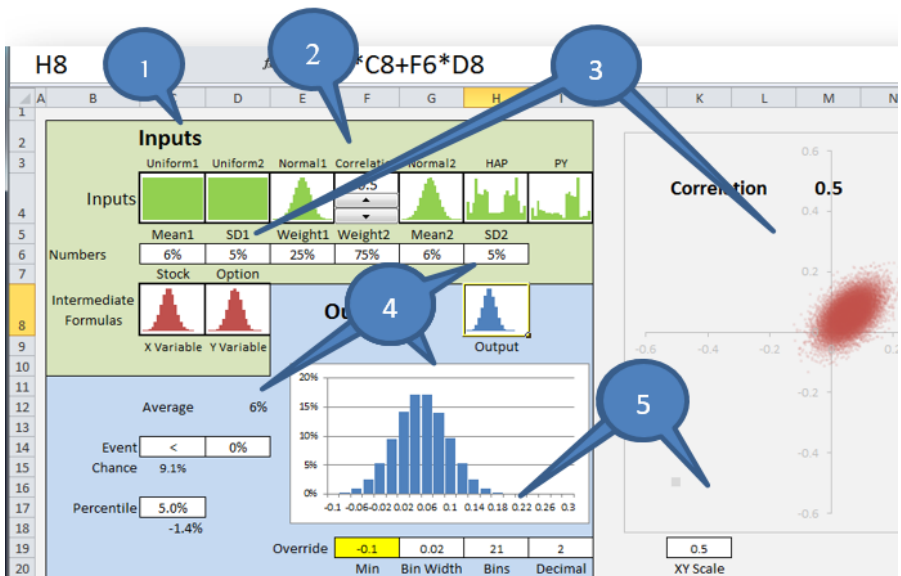 H8
*C8+F6*D8
1
2
3
A B D E F G H K L M N
1
2 Inputs
3 Uniform1 Uniform2 Normal1 Correlation Normal2 HAP PY
0.6
Correlation 0.5
Inputs 0.5
4
0.4
5 Mean1 SD1 Weight1 Weight2 Mean2 SD2
6 Numbers 6% 5% 25% 75% 6% 5%
7 Stock Option
0.2
4
8 Intermediate Formulas
9 X Variable Y Variable Output
-0.6 -0.4 -0.2 0.2
10
20%
11
12 Average 6%
15%
-0.2
5
13
14 Event < 0%
10%
15 Chance 9.1%
5%
-0.4
16
0%
17 Percentile 5.0%
-0.1 -0.06 -0.02 0.02 0.06 0.1 0.14 0.18 0.22 0.26 0.3
18 -1.4%
-0.6
19 Override -0.1 0.02 21 2 0.5
20 Min Bin Width Bins Decimal XY Scale